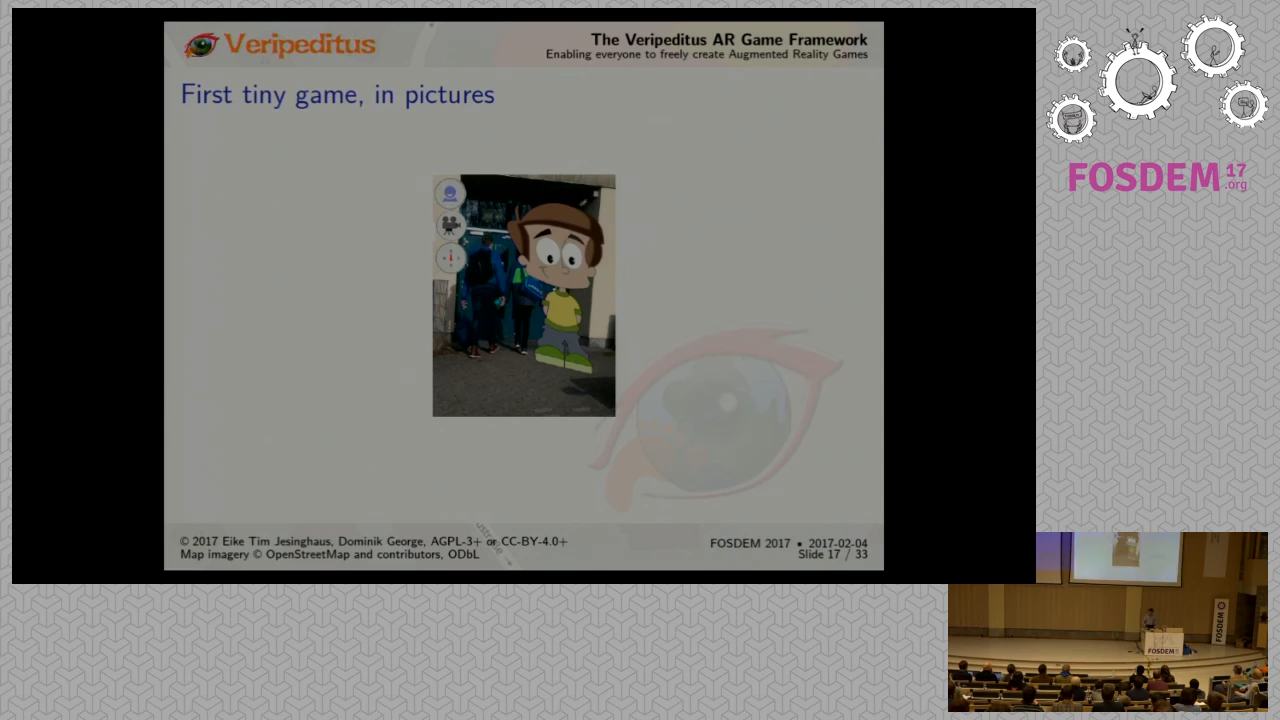 Veripeditus
The Veripeditus AR Game Framework
Enabling everyone to freely create Augmented Reality Games
First tiny game, in pictures
© 2017 Eike Tim Jesinghaus, Dominik George, AGPL-3+ or CC-BY-4.0+
Map imagery © OpenStreetMap and contributors, ODbL
FOSDEM 2017 • 2017-02-04
Slide 17 / 33
FOSDEM 17
.org
FOSDEM
FOSDEM